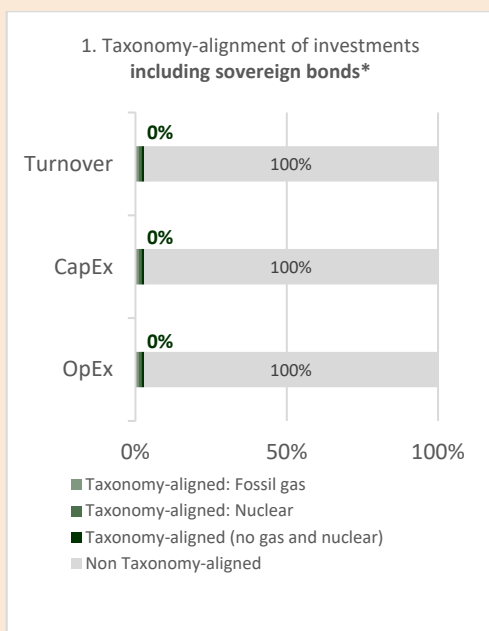 1. Taxonomy-alignment of investments
including sovereign bonds*
0%
Turnover
100%
0%
CapEx
100%
0%
OpEx
100%
0%
50%
100%
Taxonomy-aligned: Fossil gas
Taxonomy-aligned: Nuclear
Taxonomy-aligned (no gas and nuclear)
Non Taxonomy-aligned